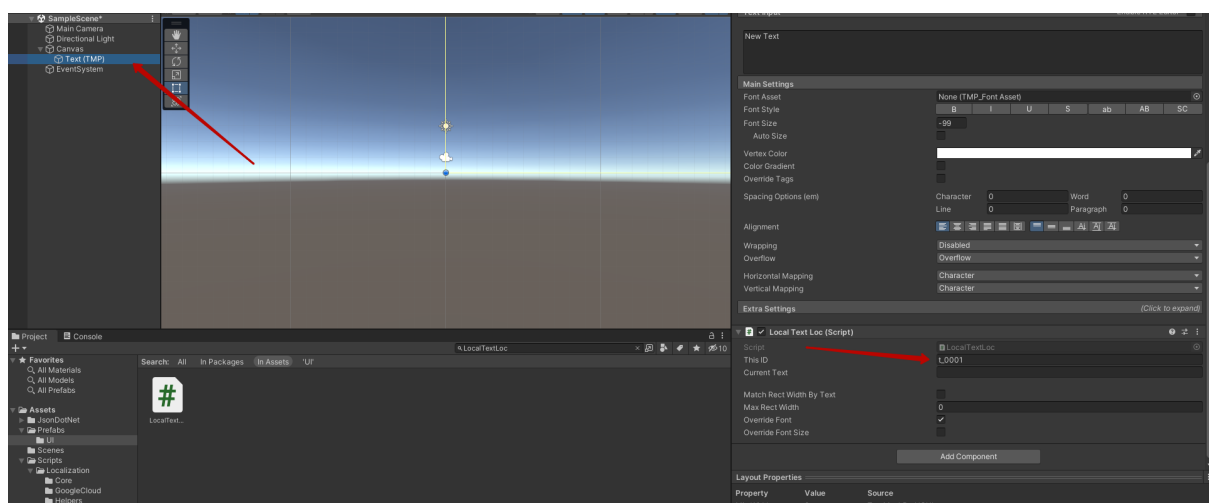 SampleScene*
Main Camera
Directional Light
Canvas
Text (TMP)
EventSystem
Project
Console
LocalTextLoc
10
Favorites
All Materials
All Models
All Prefabs
Assets
JsonDotNet
Prefabs
UI
Scenes
Scripts
Localization
Core
GoogleCloud
Helpers
Search: All In Packages In Assets 'UI'
#
LocalText...
New Text
Main Settings
Font Asset None (TMP_Font Asset)
Font Style B I U S ab AB SC
Font Size -99
Auto Size
Vertex Color
Color Gradient
Override Tags
Spacing Options (em) Character 0 Word 0
Line 0 Paragraph 0
Alignment
Wrapping Disabled
Overflow Overflow
Horizontal Mapping Character
Vertical Mapping Character
Extra Settings (Click to expand)
# Local Text Loc (Script)
Script LocalTextLoc
This ID t_0001
Current Text
Match Rect Width By Text
Max Rect Width 0
Override Font
Override Font Size
Add Component
Layout Properties
Property Value Source